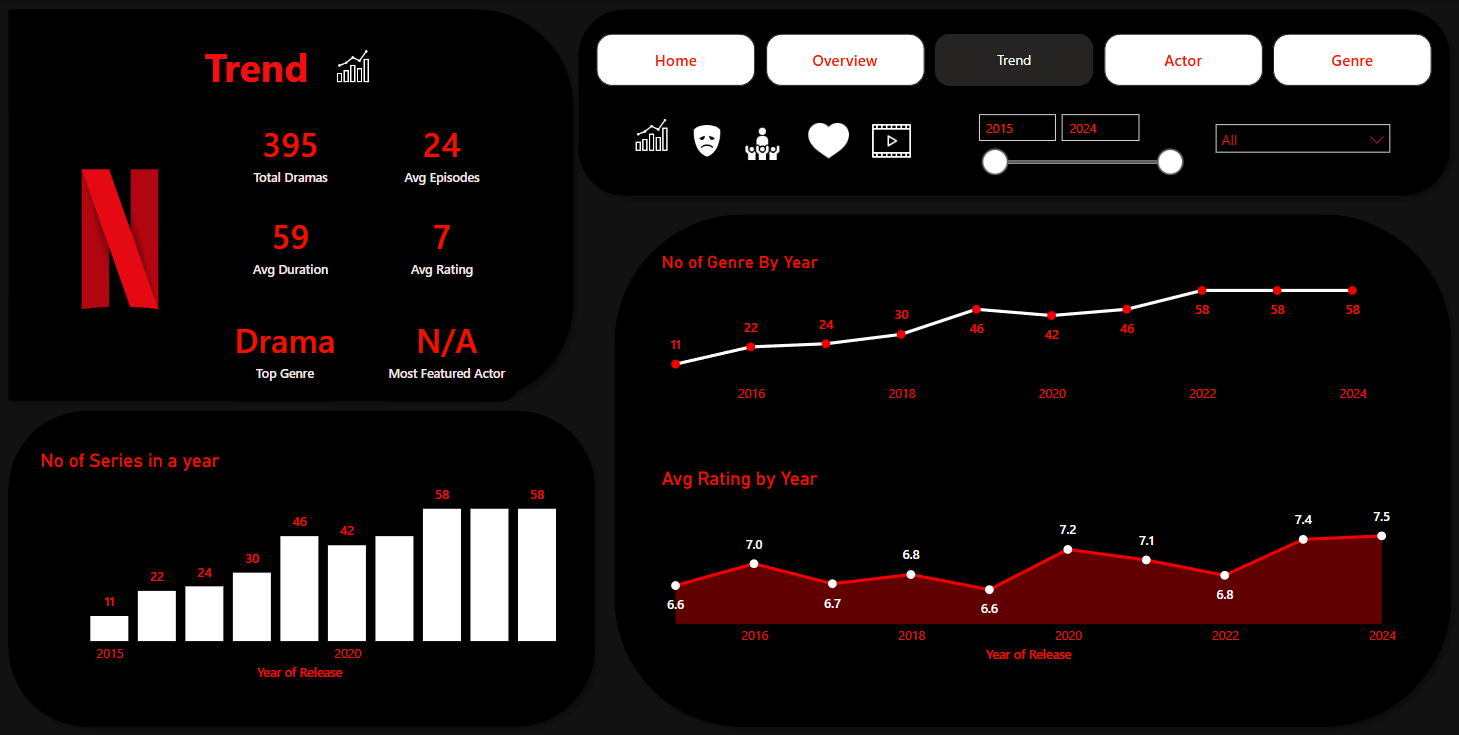 Trend
395 24
Total Dramas Avg Episodes
59 7
Avg Duration Avg Rating
Drama N/A
Top Genre Most Featured Actor
Home Overview Trend Actor Genre
2015 2024
All
No of Genre By Year
11 22 24 30 46 42 46 58 58 58
2016 2018 2020 2022 2024
No of Series in a year
11 22 24 30 46 42 58 58
2015 2020
Year of Release
Avg Rating by Year
6.6 7.0 6.7 6.8 6.6 7.2 7.1 6.8 7.4 7.5
2016 2018 2020 2022 2024
Year of Release